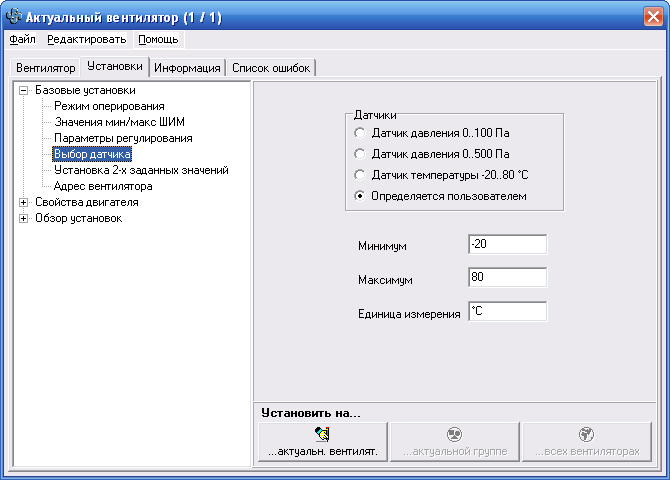 Актуальный вентилятор (1 / 1)
Файл Редактировать Помощь
Вентилятор Установки Информация Список ошибок
Базовые установки
Режим оперирования
Значения мин/макс ШИМ
Параметры регулирования
Выбор датчика
Установка 2-х заданных значений
Адрес вентилятора
Свойства двигателя
Обзор установок
Датчики
Датчик давления 0..100 Па
Датчик давления 0..500 Па
Датчик температуры -20..80 °C
Определяется пользователем
Минимум -20
Максимум 80
Единица измерения °C
Установить на...
...актуальн. вентилят. ...актуальной группе ...всех вентиляторах